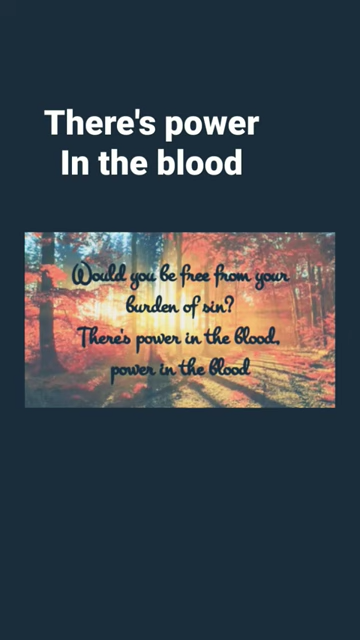 There's power
In the blood
Would you be free from your
burden of sin?
There's power in the blood,
power in the blood